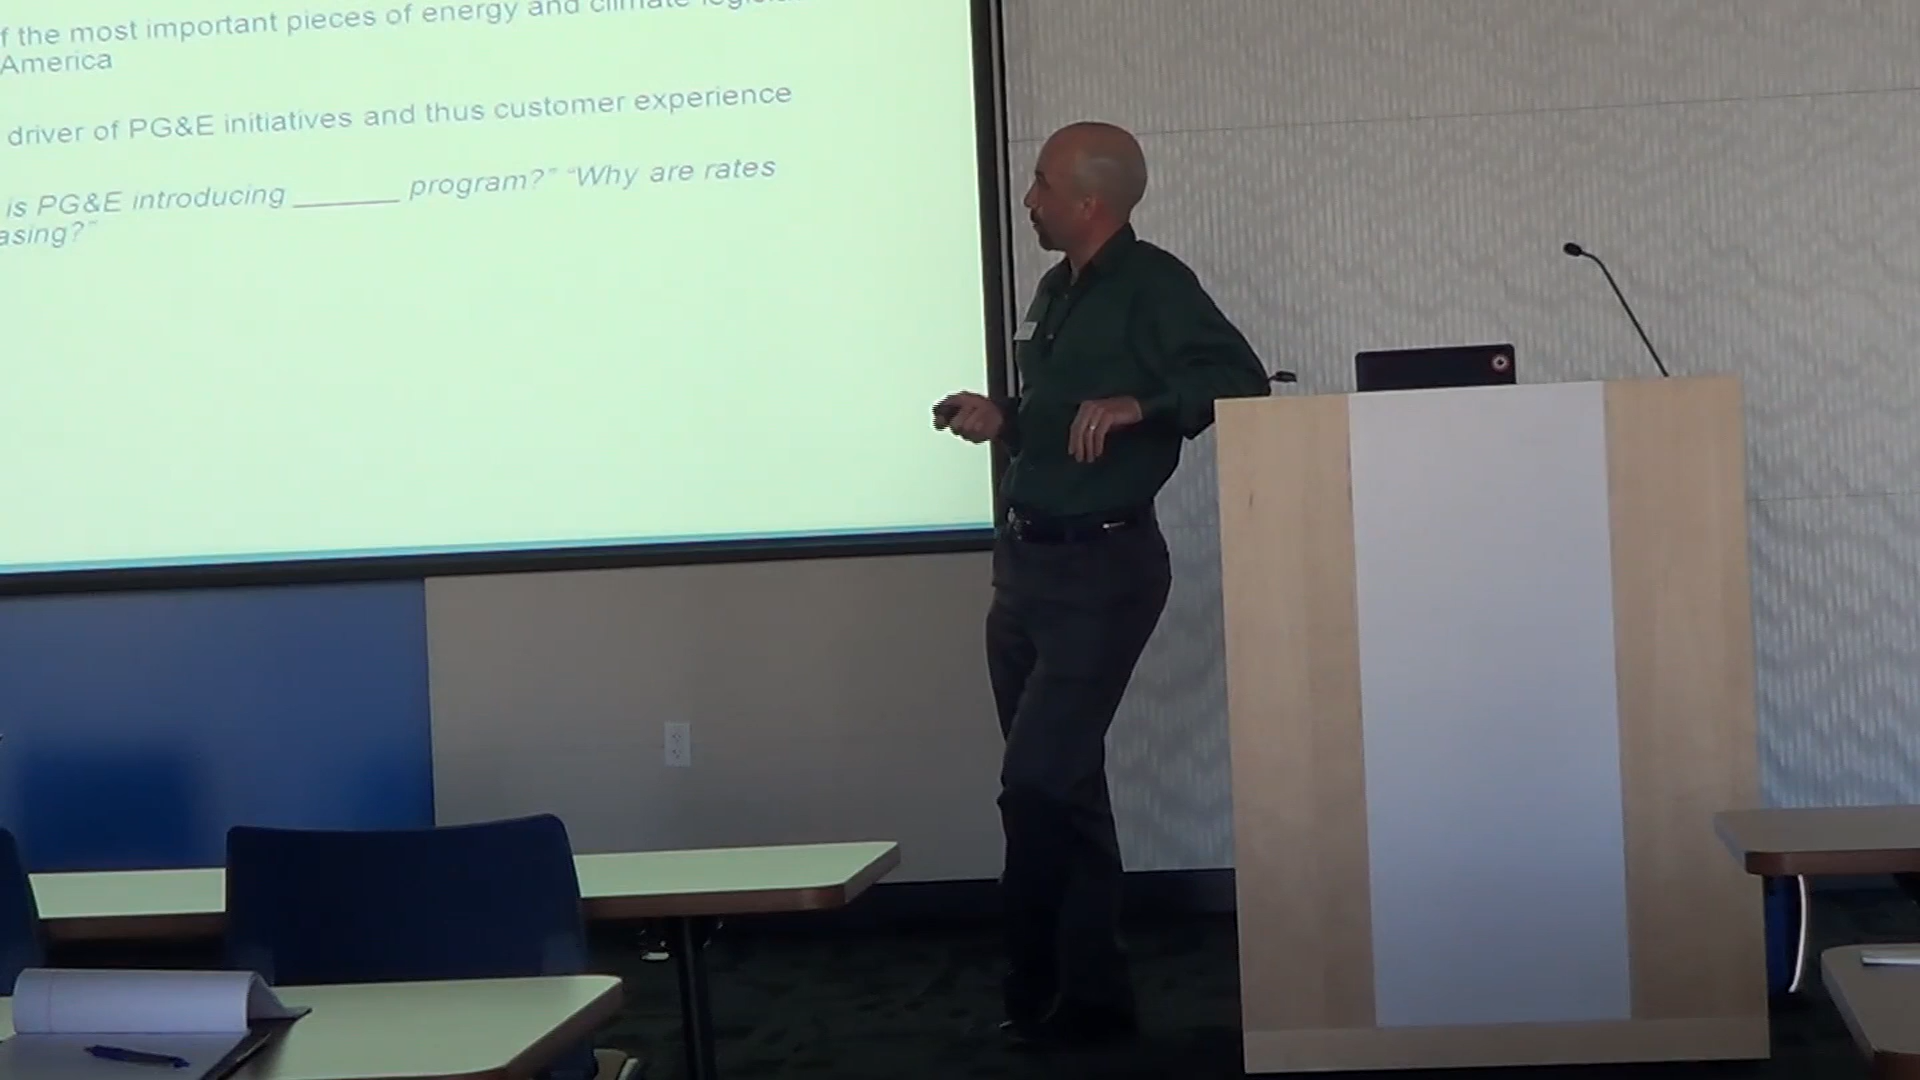 f the most important pieces of energy and climate
America
driver of PG&E initiatives and thus customer experience
is PG&E introducing _______ program?" "Why are rates
asing?"